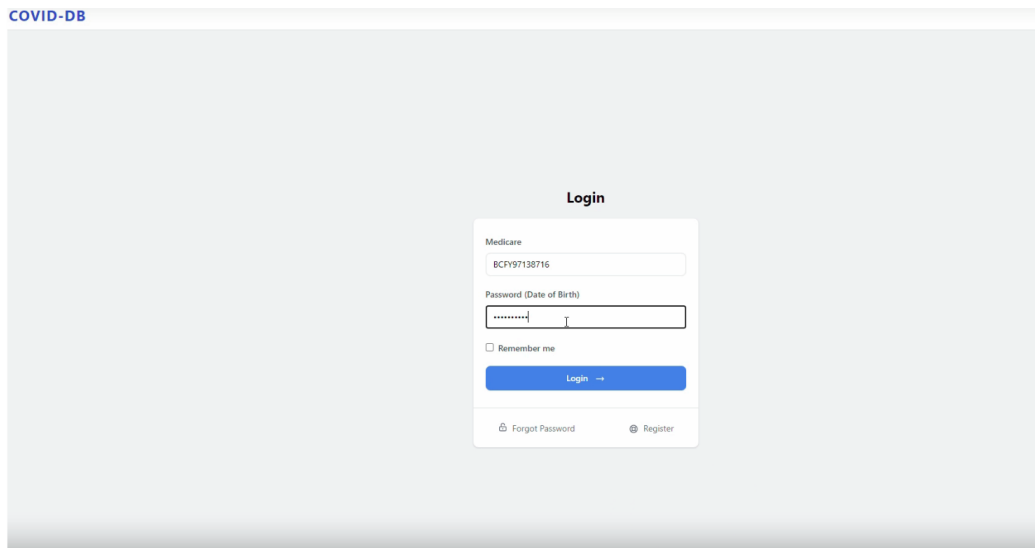 COVID-DB
Login
Medicare
BCFY97138716
Password (Date of Birth)
••••••••••
Remember me
Login →
Forgot Password
Register